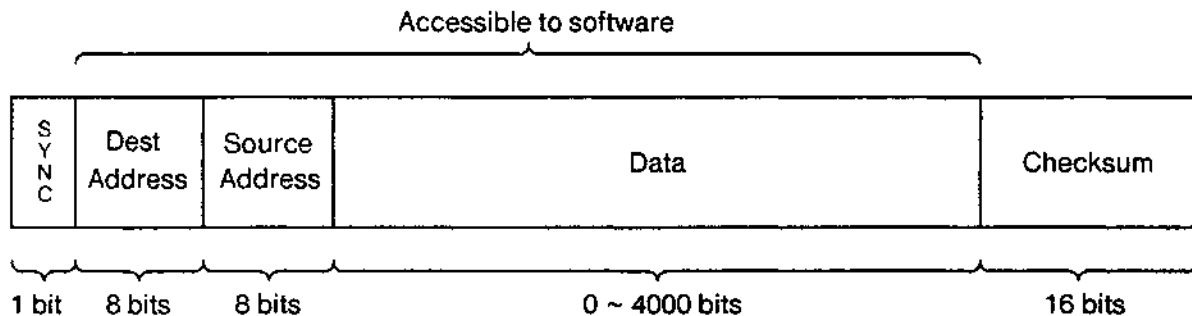 Accessible to software
SYNC
Dest
Address
Source
Address
Data
Checksum
1 bit
8 bits
8 bits
0 ~ 4000 bits
16 bits